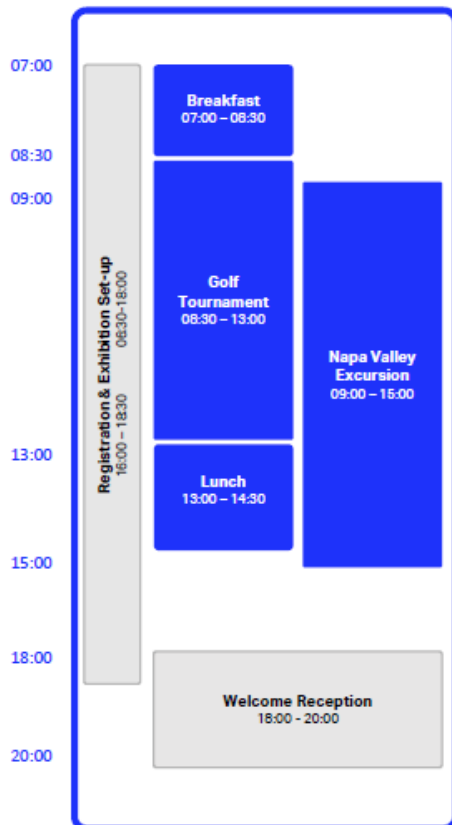 07:00
08:30
09:00
13:00
15:00
18:00
20:00
Registration & Exhibition Set-up
16:00 – 18:30 06:30-18:00
Breakfast
07:00 – 08:30
Golf
Tournament
08:30 – 13:00
Lunch
13:00 – 14:30
Napa Valley
Excursion
09:00 – 15:00
Welcome Reception
18:00 - 20:00